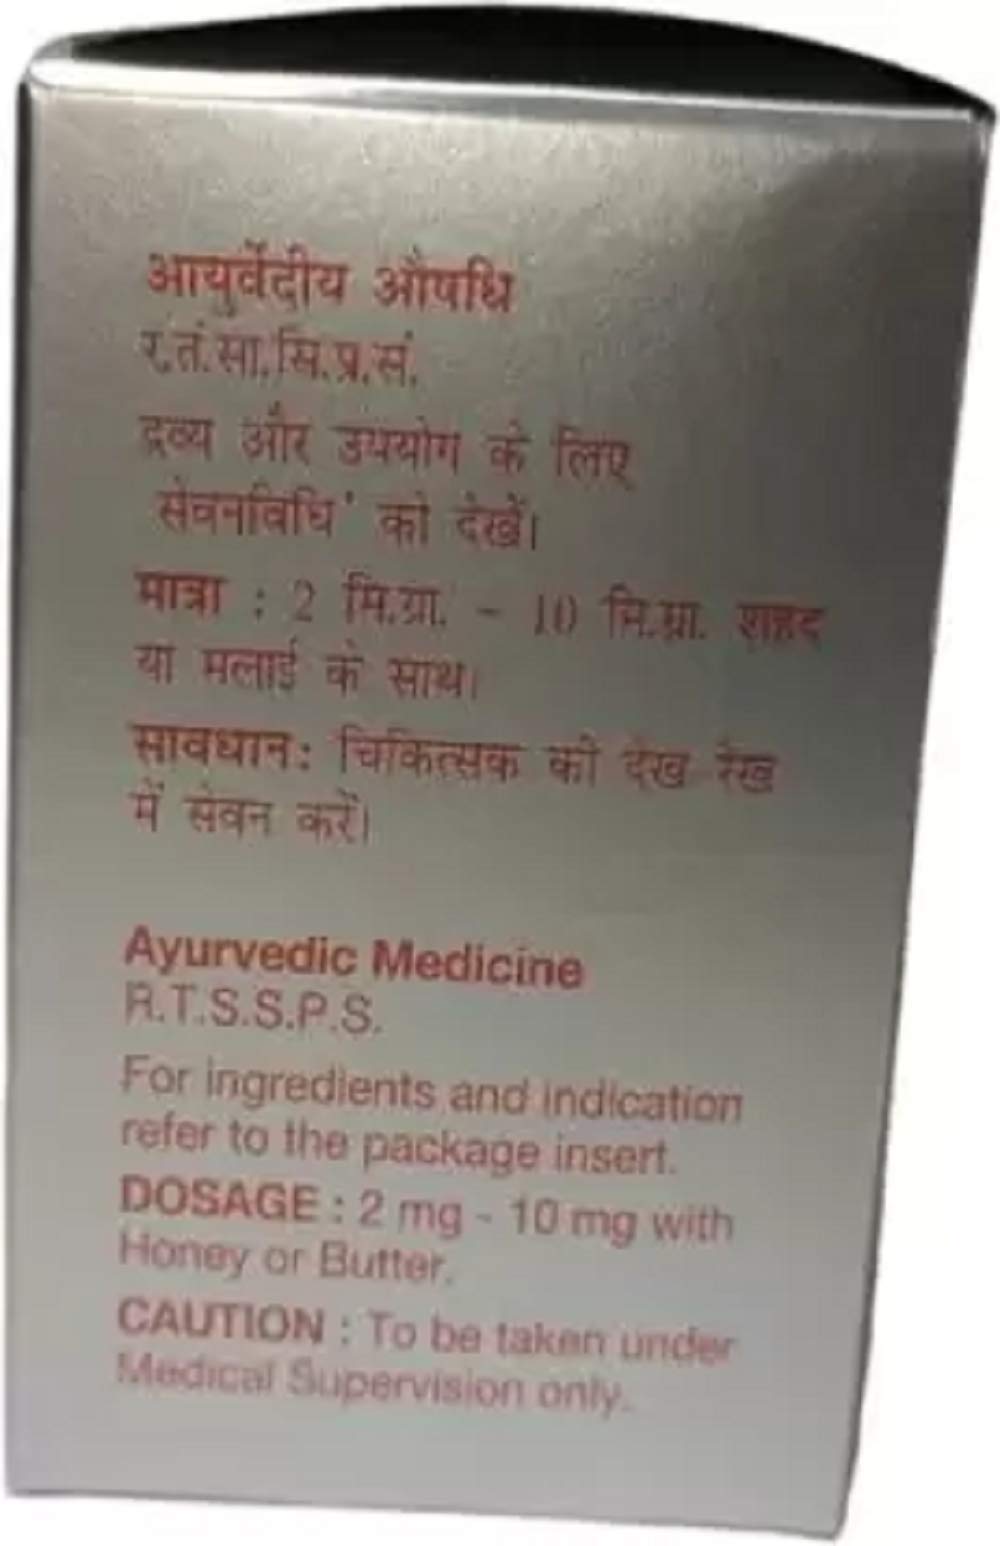 आयुर्वेदीय औषधि
र.तं.सा.सि.प्र.सं.
द्रव्य और उपयोग के लिए
सेवनविधि' को देखें।
मात्रा : 2 मि.ग्रा. - 10 मि.ग्रा. शहद
या मलाई के साथ।
सावधान: चिकित्सक की देख रेख
में सेवन करें।
Ayurvedic Medicine
R.T.S.S.P.S.
For ingredients and indication
refer to the package insert.
DOSAGE : 2 mg - 10 mg with
Honey or Butter.
CAUTION : To be taken under
Medical Supervision only.